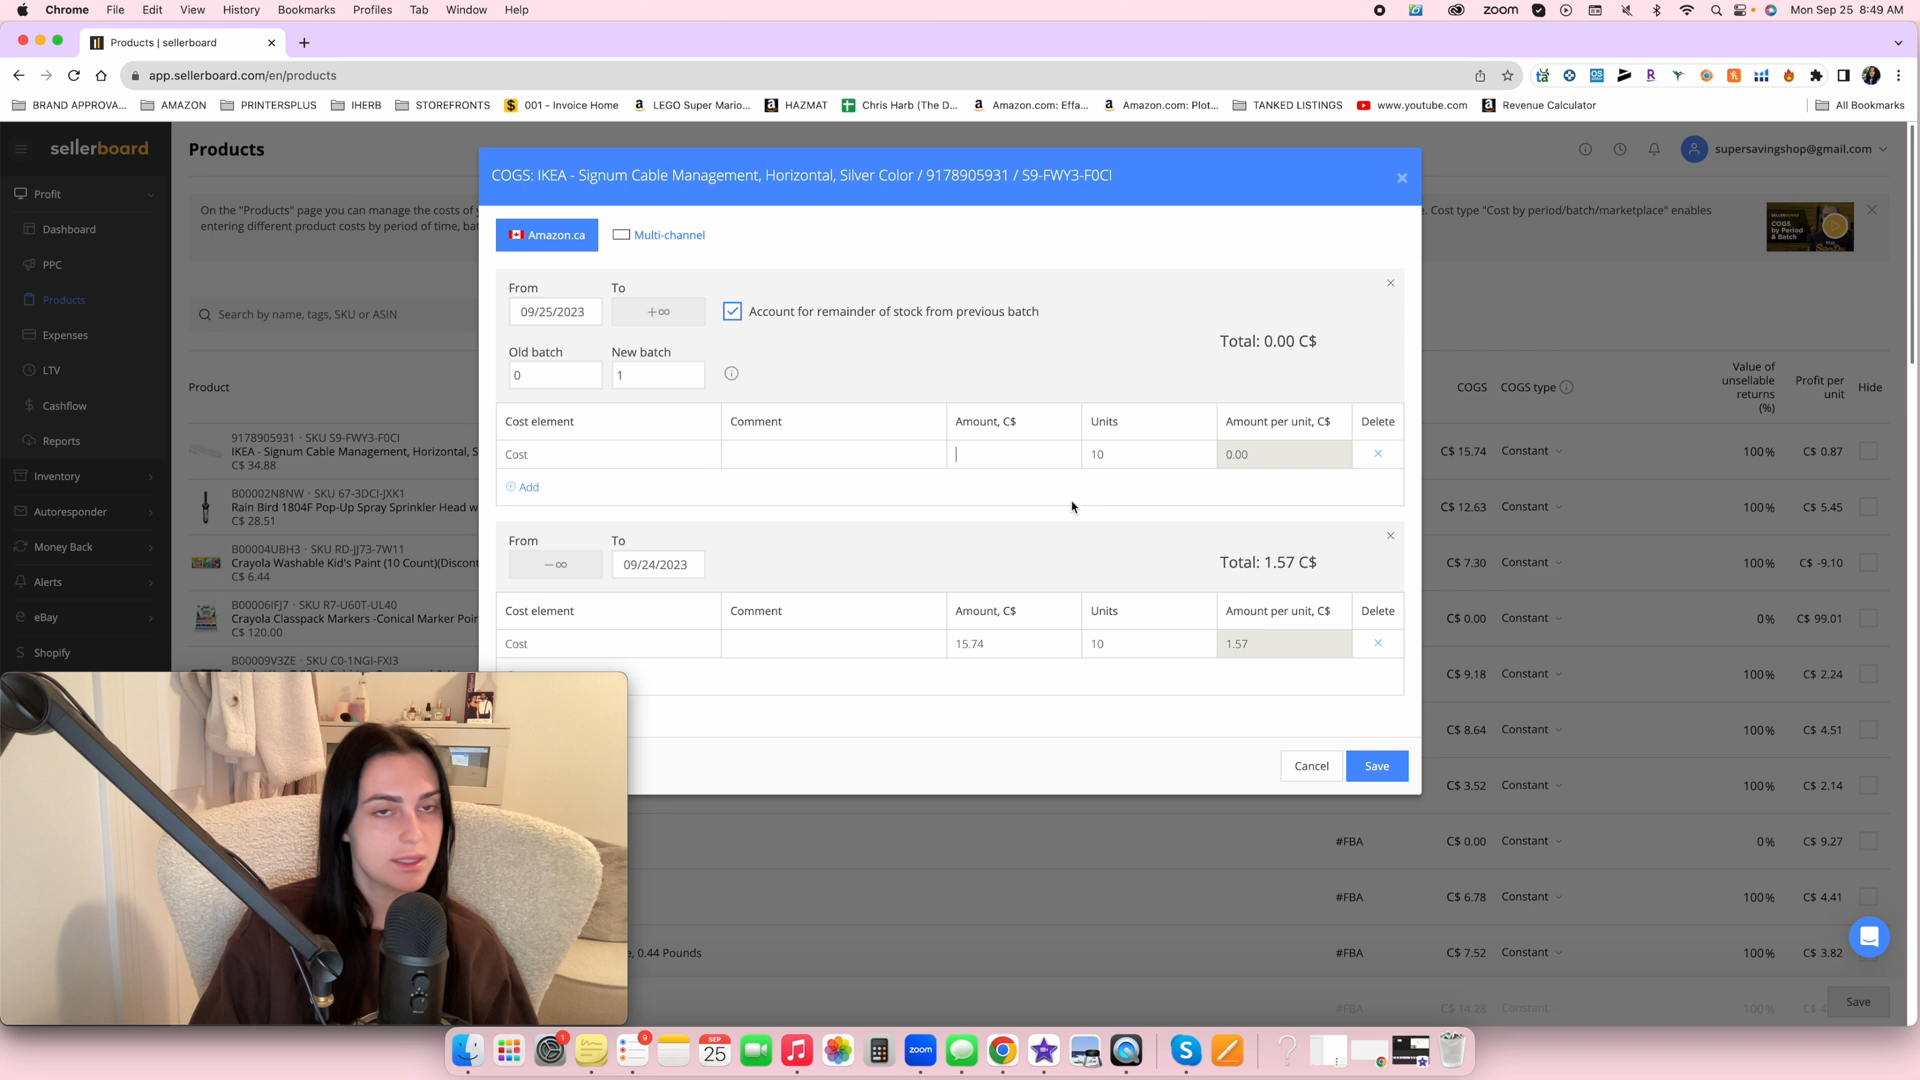 Chrome File Edit View History Bookmarks Profiles Tab Window Help
zoom Mon Sep 25 8:49 AM
Products | sellerboard
app.sellerboard.com/en/products
BRAND APPROVA... AMAZON PRINTERSPLUS IHERB STOREFRONTS 001 - Invoice Home LEGO Super Mario... HAZMAT Chris Harb (The D... Amazon.com: Effa... Amazon.com: Plot... TANKED LISTINGS www.youtube.com Revenue Calculator All Bookmarks
sellerboard
Products
supersavingshop@gmail.com
Profit
Dashboard
PPC
Products
Expenses
LTV
Cashflow
Reports
Inventory
Autoresponder
Money Back
Alerts
eBay
Shopify
On the "Products" page you can manage the costs of
entering different product costs by period of time, bat
. Cost type "Cost by period/batch/marketplace" enables
COGS
by Period
& Batch
Search by name, tags, SKU or ASIN
Product
COGS COGS type Value of unsellable returns (%) Profit per unit Hide
9178905931 · SKU S9-FWY3-F0CI
IKEA - Signum Cable Management, Horizontal, S
C$ 34.88
C$ 15.74 Constant 100% C$ 0.87
B00002N8NW · SKU 67-3DCI-JXK1
Rain Bird 1804F Pop-Up Spray Sprinkler Head w
C$ 28.51
C$ 12.63 Constant 100% C$ 5.45
B00004UBH3 · SKU RD-JJ73-7W11
Crayola Washable Kid's Paint (10 Count)(Discont
C$ 6.44
C$ 7.30 Constant 100% C$ -9.10
B00006IFJ7 · SKU R7-U60T-UL40
Crayola Classpack Markers -Conical Marker Poir
C$ 120.00
C$ 0.00 Constant 0% C$ 99.01
B00009V3ZE · SKU C0-1NGI-FXI3
C$ 9.18 Constant 100% C$ 2.24
C$ 8.64 Constant 100% C$ 4.51
C$ 3.52 Constant 100% C$ 2.14
#FBA C$ 0.00 Constant 0% C$ 9.27
#FBA C$ 6.78 Constant 100% C$ 4.41
e, 0.44 Pounds #FBA C$ 7.52 Constant 100% C$ 3.82
#FBA C$ 14.28 Constant 100%
Save
COGS: IKEA - Signum Cable Management, Horizontal, Silver Color / 9178905931 / S9-FWY3-F0CI
Amazon.ca Multi-channel
From To
09/25/2023 +∞ Account for remainder of stock from previous batch
Total: 0.00 C$
Old batch New batch
0 1
Cost element Comment Amount, C$ Units Amount per unit, C$ Delete
Cost 10 0.00
Add
From To
−∞ 09/24/2023
Total: 1.57 C$
Cost element Comment Amount, C$ Units Amount per unit, C$ Delete
Cost 15.74 10 1.57
Cancel Save
1
9
SEP
25
zoom